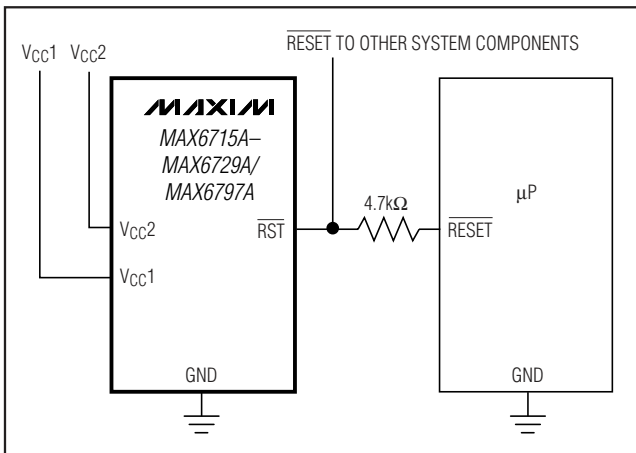 RESET TO OTHER SYSTEM COMPONENTS
VCC1 VCC2
MAXIM
MAX6715A–
MAX6729A/
MAX6797A
µP
4.7kΩ
VCC2
RST
RESET
VCC1
GND
GND